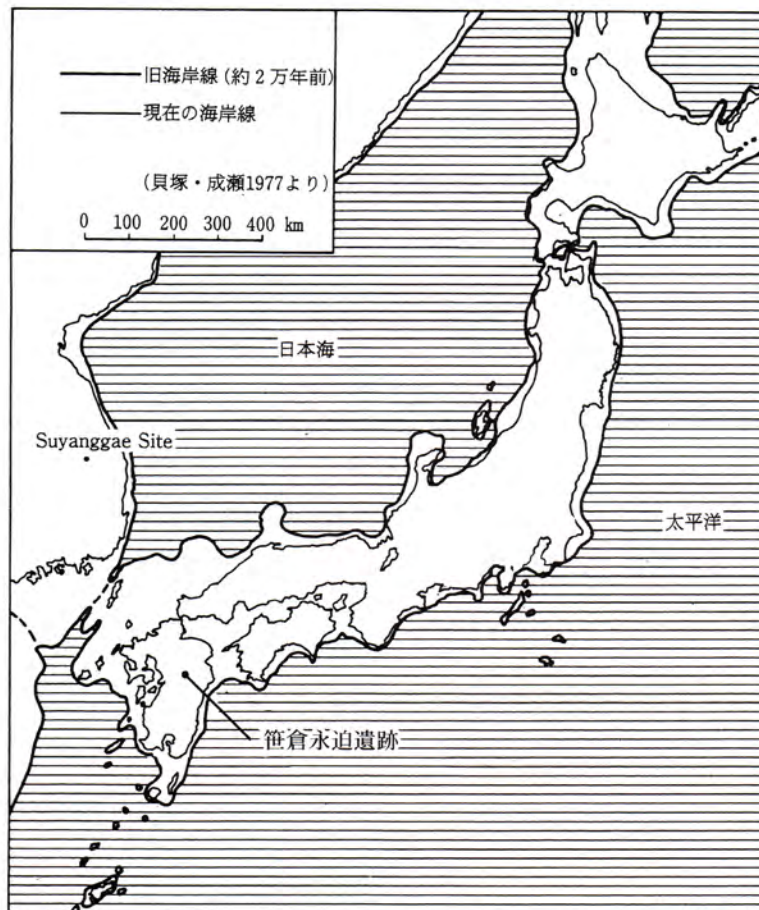 旧海岸線(約2万年前)
現在の海岸線
(貝塚・成瀬1977より)
0 100 200 300 400 km
日本海
Suyanggae Site
太平洋
笹倉永迫遺跡